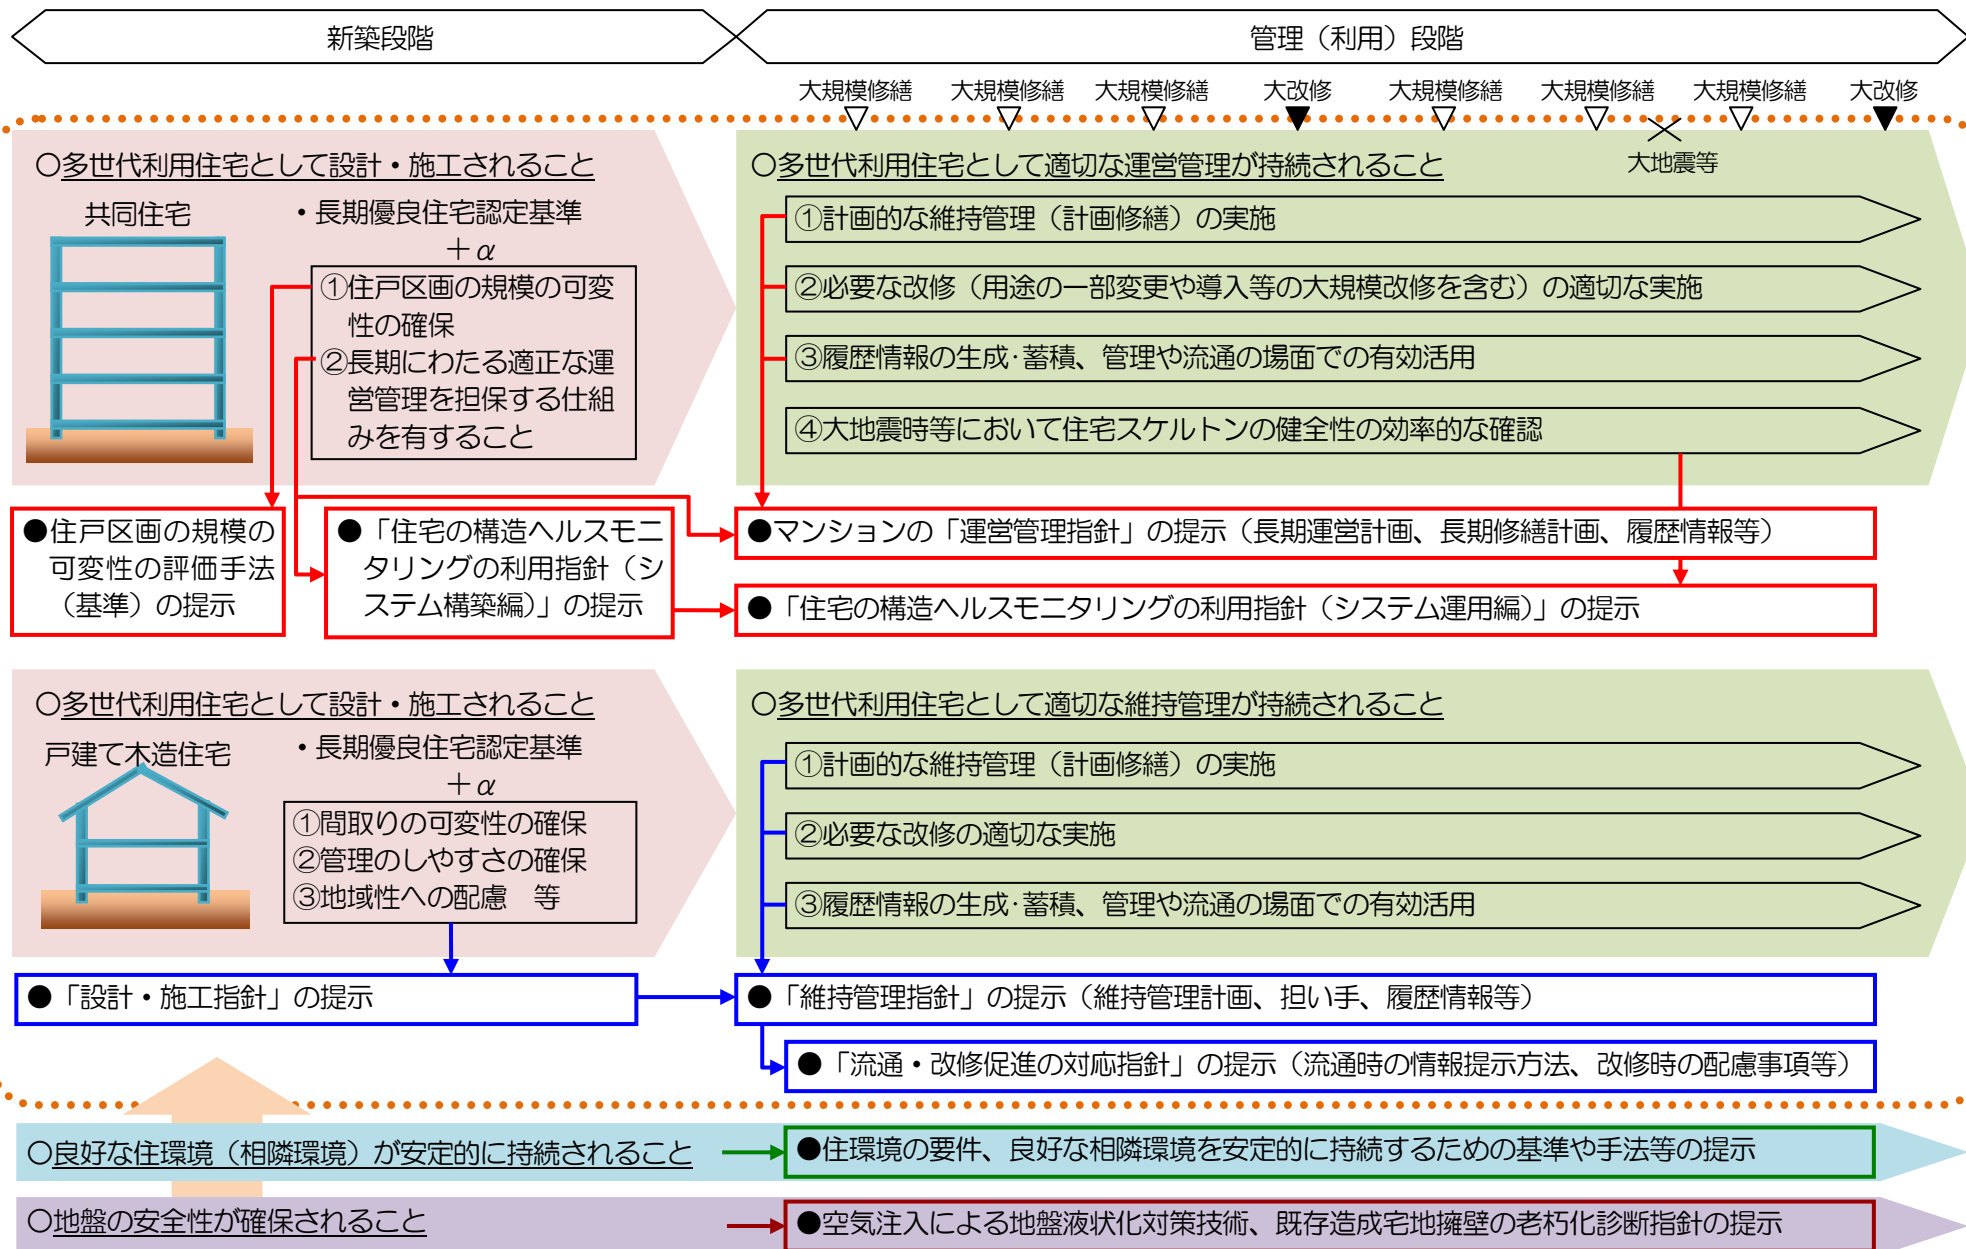 新築段階
管理（利用）段階
大規模修繕
大規模修繕
大規模修繕
大改修
大規模修繕
大規模修繕
大規模修繕
大改修
大地震等
〇多世代利用住宅として設計・施工されること
共同住宅
・長期優良住宅認定基準
＋α
①住戸区画の規模の可変
性の確保
②長期にわたる適正な運
営管理を担保する仕組
みを有すること
〇多世代利用住宅として適切な運営管理が持続されること
①計画的な維持管理（計画修繕）の実施
②必要な改修（用途の一部変更や導入等の大規模改修を含む）の適切な実施
③履歴情報の生成・蓄積、管理や流通の場面での有効活用
④大地震時等において住宅スケルトンの健全性の効率的な確認
●住戸区画の規模の
可変性の評価手法
（基準）の提示
●「住宅の構造ヘルスモニ
タリングの利用指針（シ
ステム構築編）」の提示
●マンションの「運営管理指針」の提示（長期運営計画、長期修繕計画、履歴情報等）
●「住宅の構造ヘルスモニタリングの利用指針（システム運用編）」の提示
〇多世代利用住宅として設計・施工されること
戸建て木造住宅
・長期優良住宅認定基準
＋α
①間取りの可変性の確保
②管理のしやすさの確保
③地域性への配慮　等
〇多世代利用住宅として適切な維持管理が持続されること
①計画的な維持管理（計画修繕）の実施
②必要な改修の適切な実施
③履歴情報の生成・蓄積、管理や流通の場面での有効活用
●「設計・施工指針」の提示
●「維持管理指針」の提示（維持管理計画、担い手、履歴情報等）
●「流通・改修促進の対応指針」の提示（流通時の情報提示方法、改修時の配慮事項等）
〇良好な住環境（相隣環境）が安定的に持続されること
●住環境の要件、良好な相隣環境を安定的に持続するための基準や手法等の提示
〇地盤の安全性が確保されること
●空気注入による地盤液状化対策技術、既存造成宅地擁壁の老朽化診断指針の提示